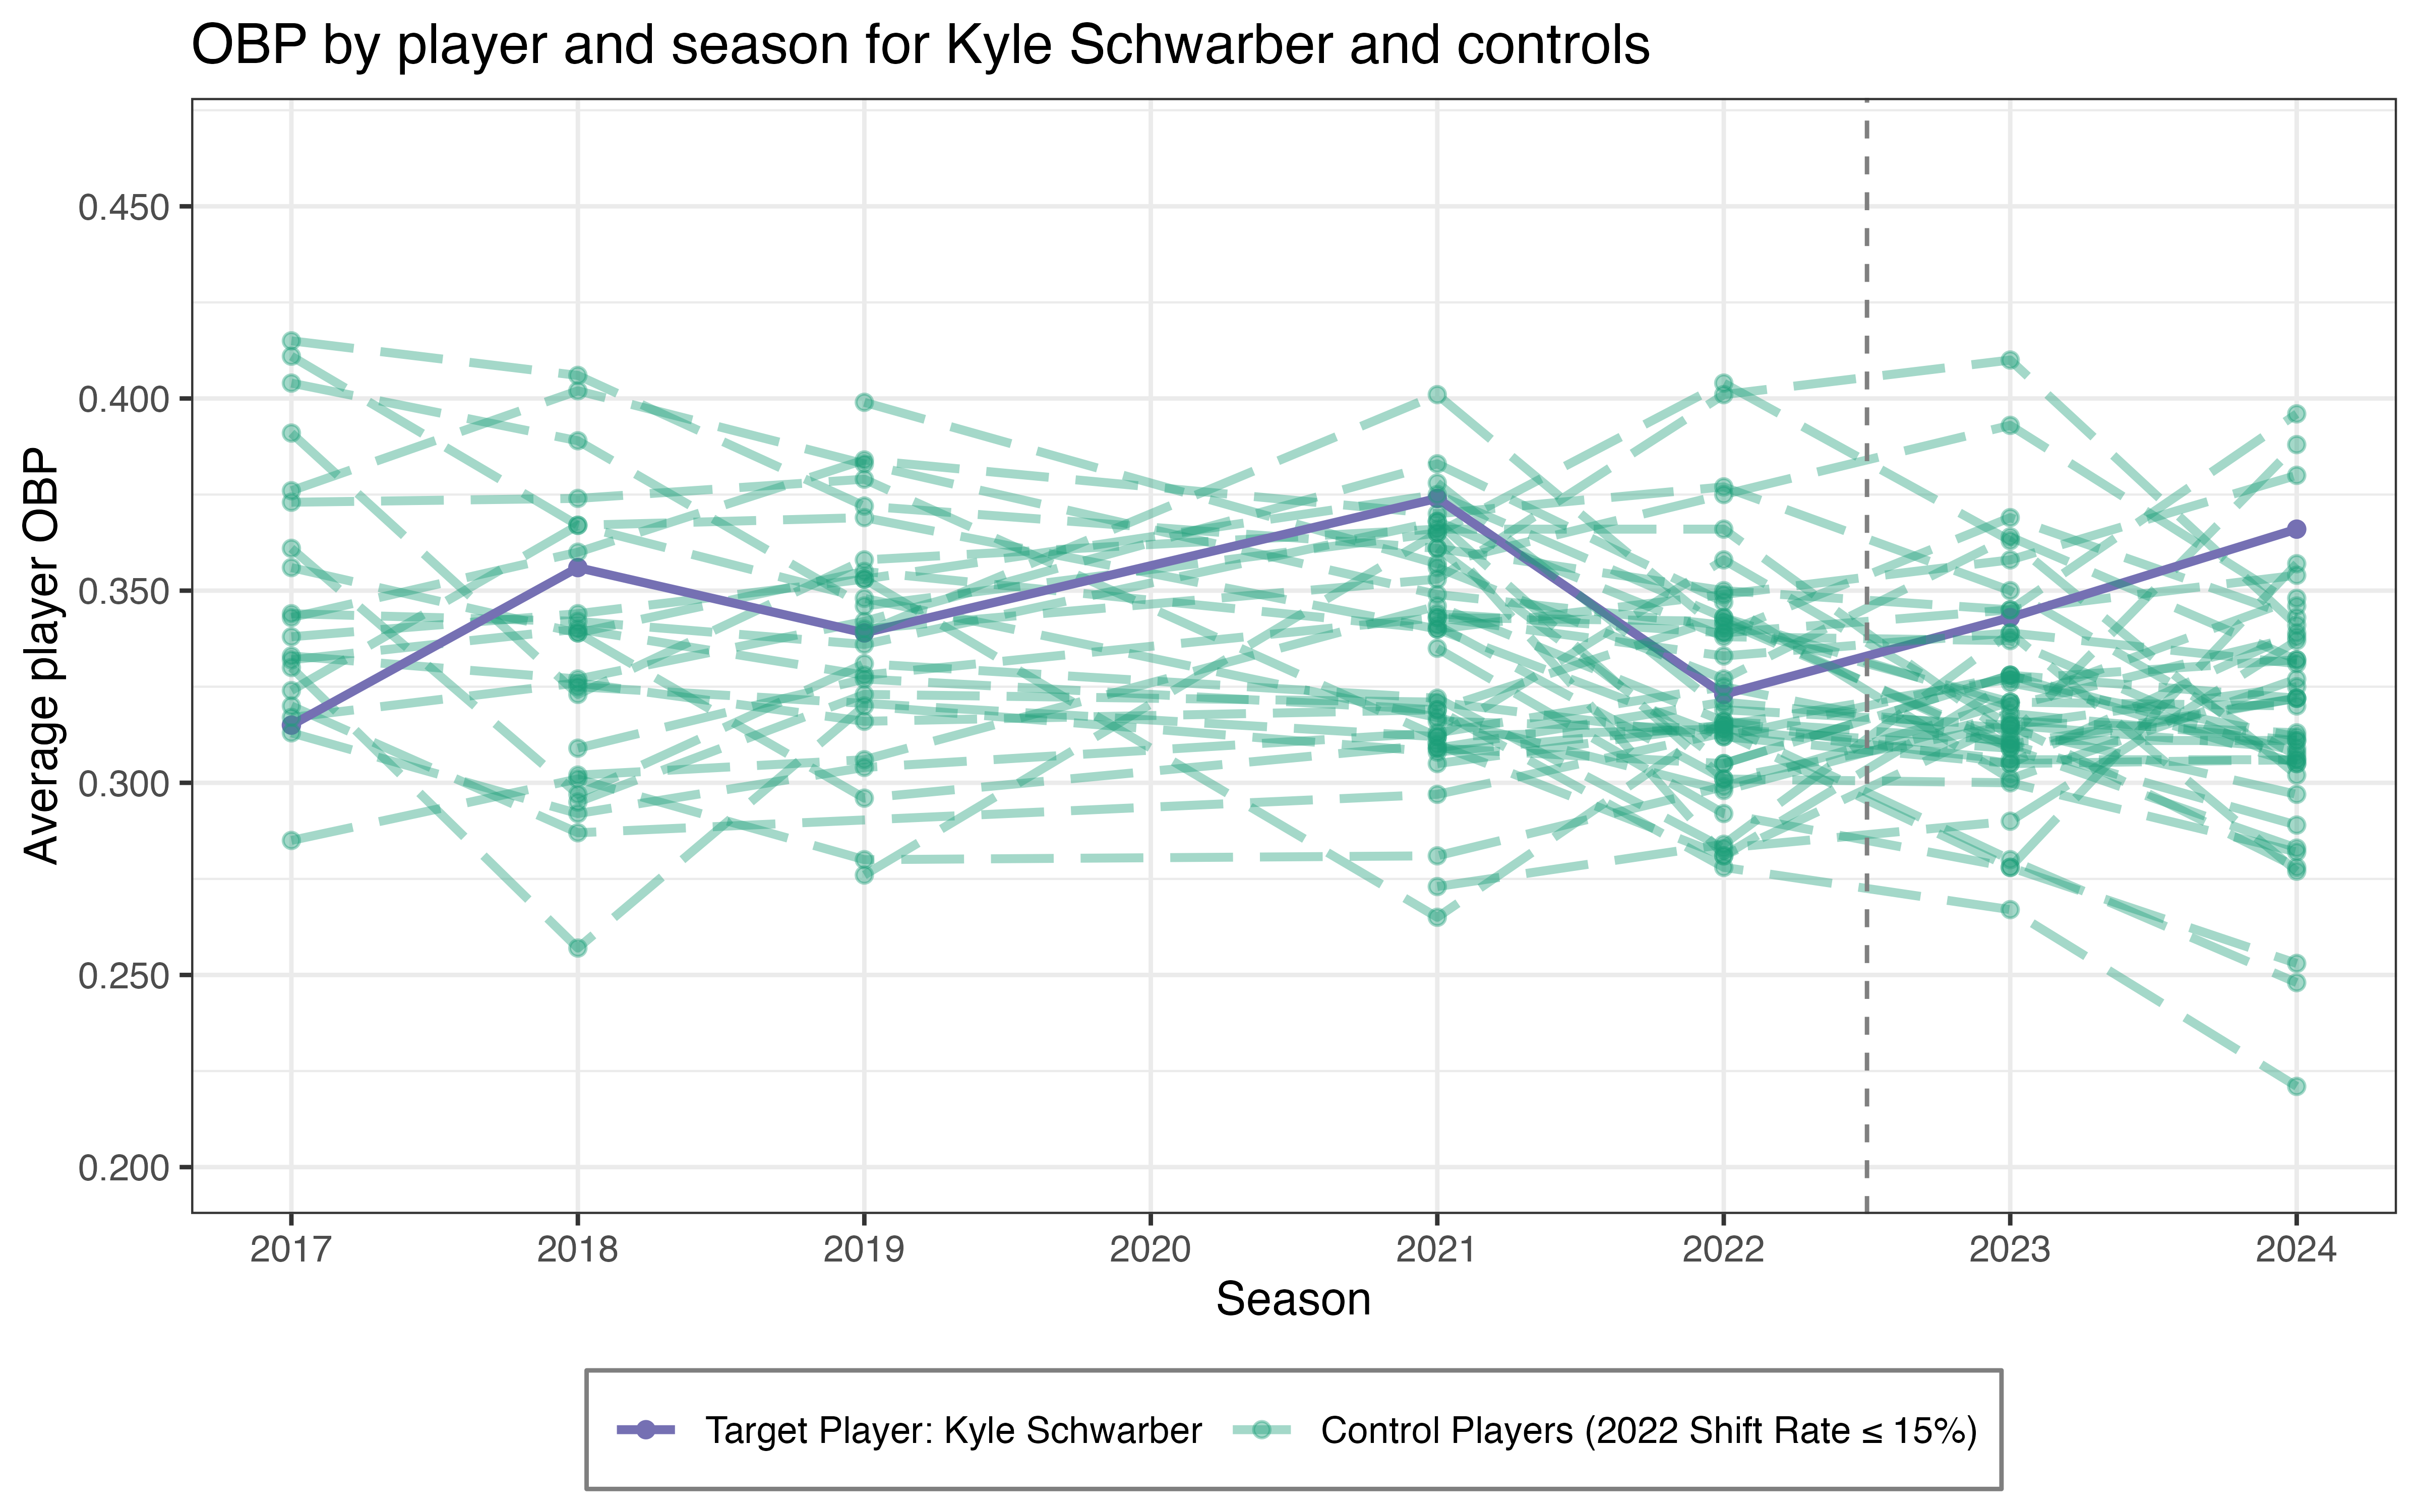 OBP by player and season for Kyle Schwarber and controls
Average player OBP
0.450
0.400
0.350
0.300
0.250
0.200
2017 2018 2019 2020 2021 2022 2023 2024
Season
Target Player: Kyle Schwarber Control Players (2022 Shift Rate ≤ 15%)